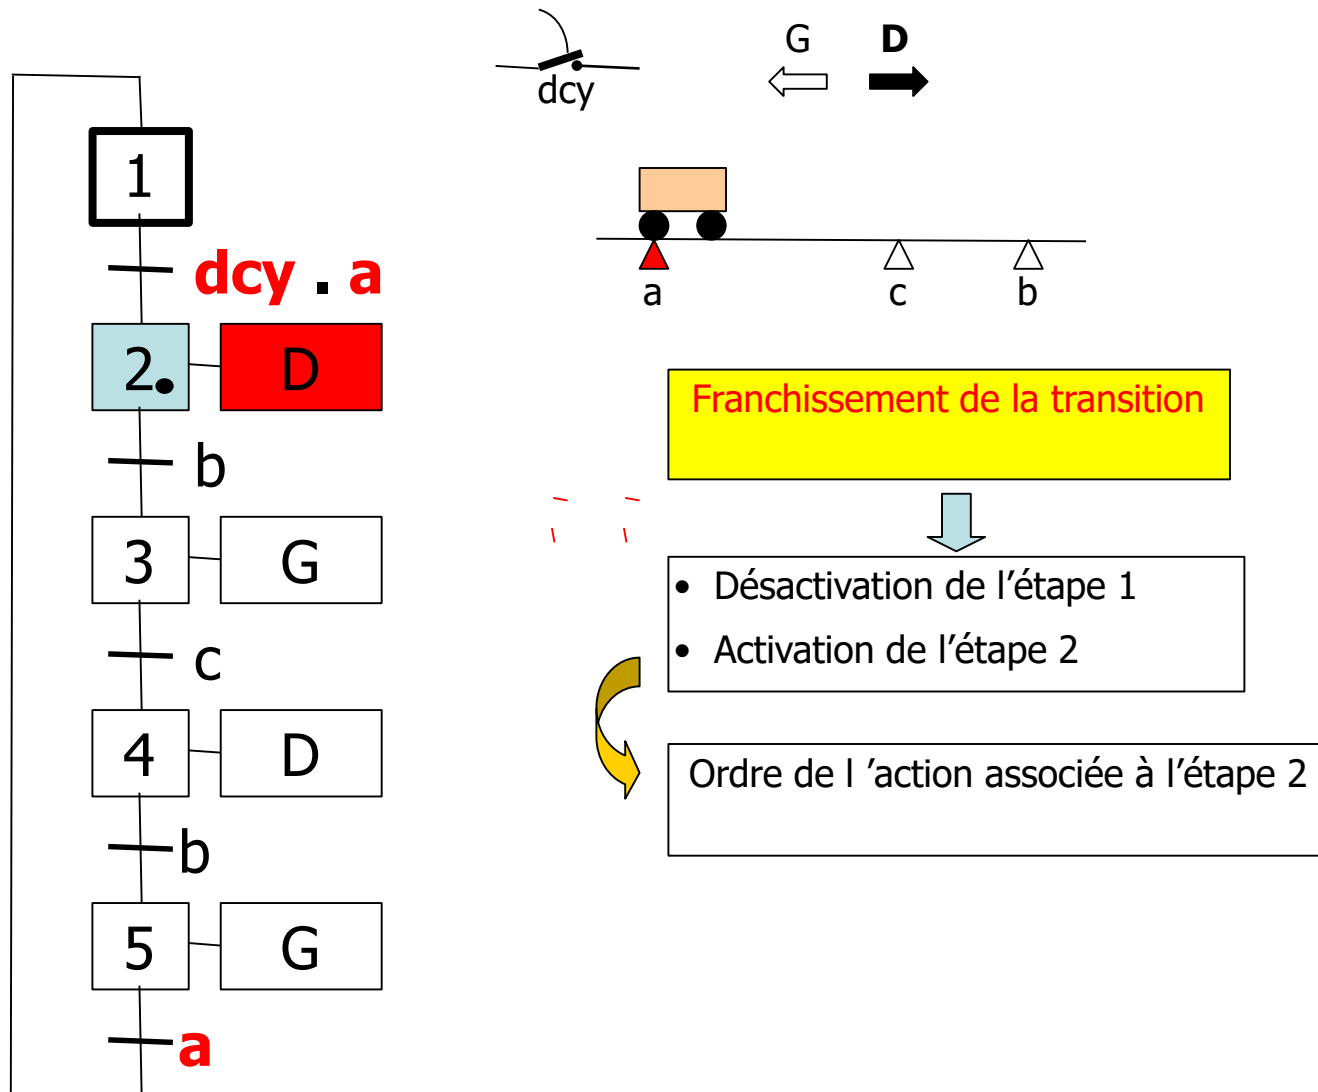 G D
dcy
1
dcy . a
a c b
2 D
Franchissement de la transition
b
3 G
• Désactivation de l’étape 1
• Activation de l’étape 2
c
4 D
Ordre de l ’action associée à l’étape 2
b
5 G
a